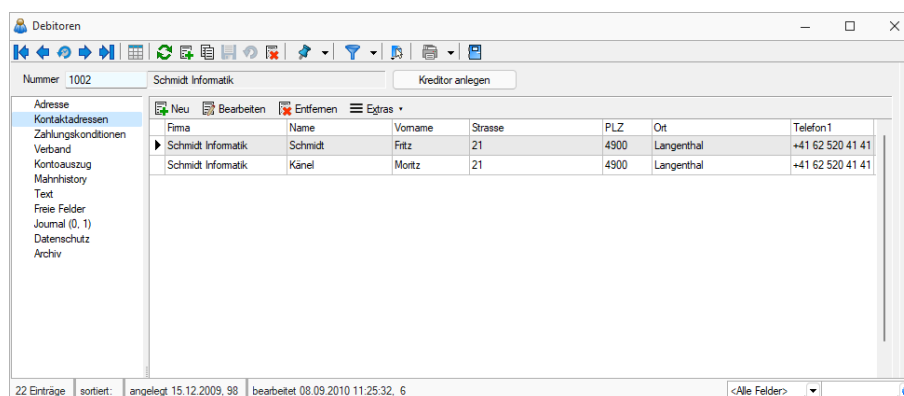 Debitoren
Nummer 1002 Schmidt Informatik Kreditor anlegen
Adresse
Kontaktadressen
Zahlungskonditionen
Verband
Kontoauszug
Mahnhistory
Text
Freie Felder
Journal (0, 1)
Datenschutz
Archiv
Neu Bearbeiten Entfernen Extras
Firma Name Vorname Strasse PLZ Ort Telefon1
Schmidt Informatik Schmidt Fritz 21 4900 Langenthal +41 62 520 41 41
Schmidt Informatik Känel Moritz 21 4900 Langenthal +41 62 520 41 41
22 Einträge sortiert: angelegt 15.12.2009, 98 bearbeitet 08.09.2010 11:25:32, 6 <Alle Felder>